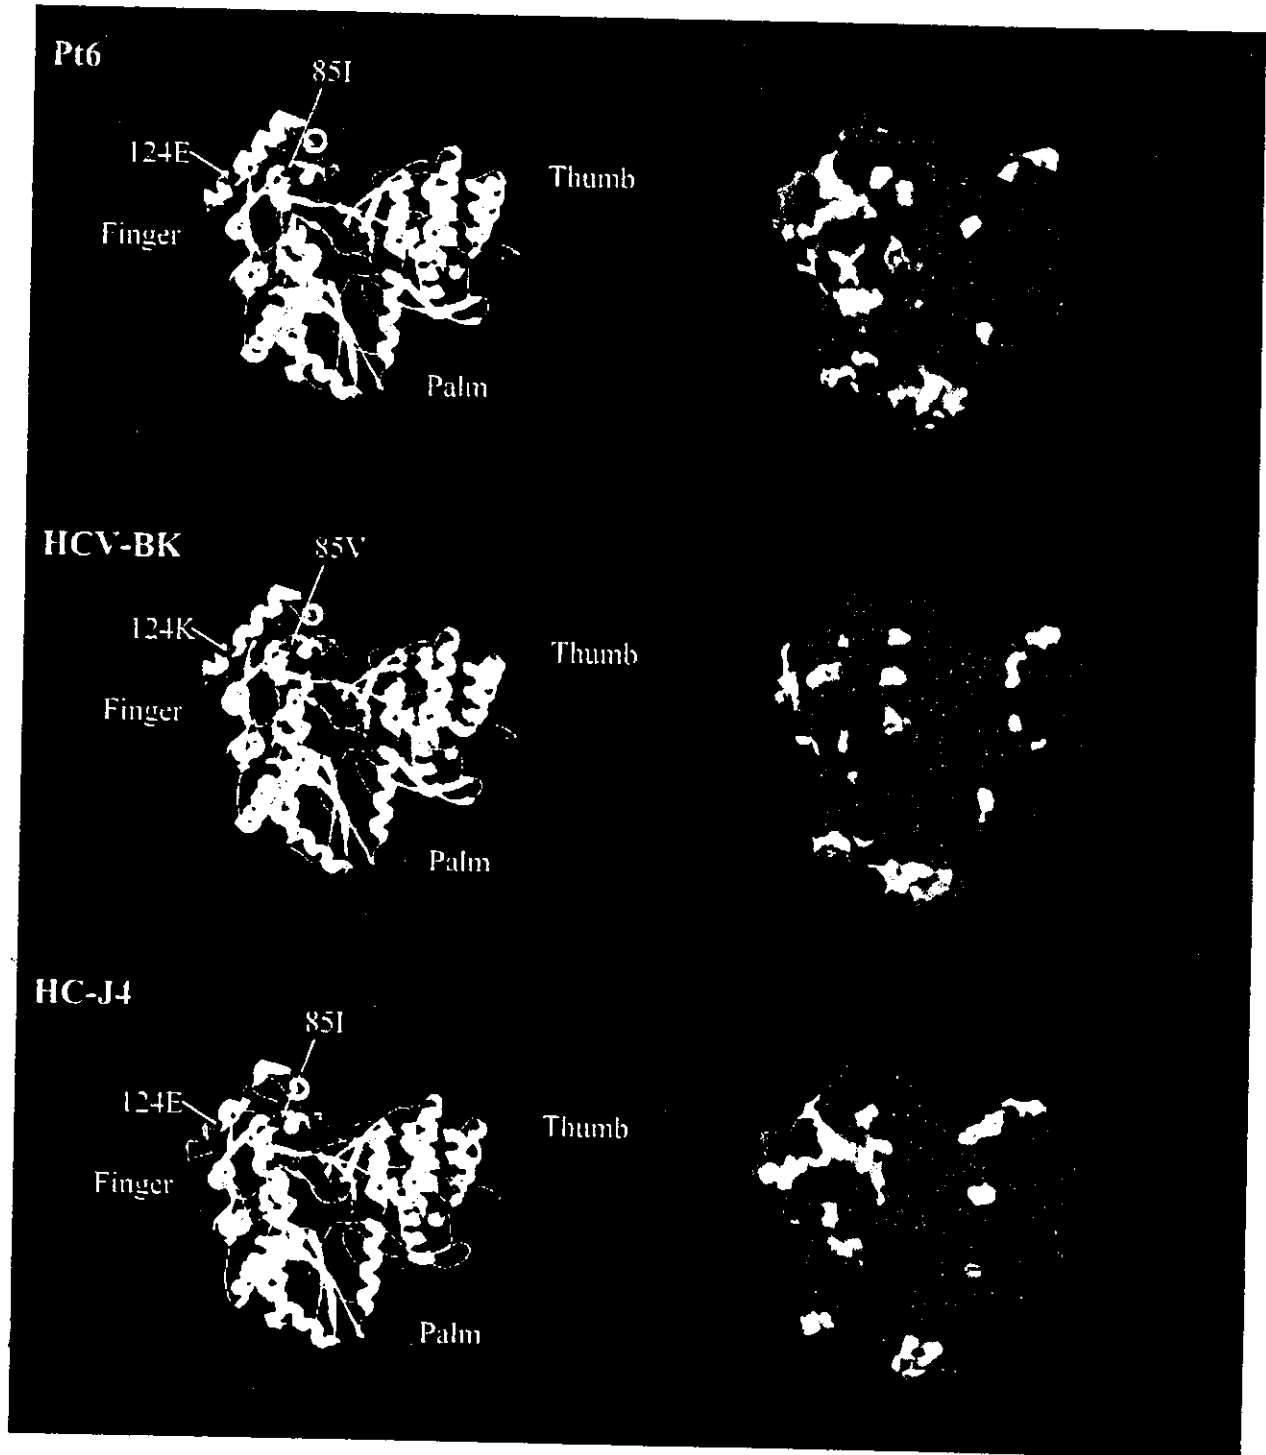 Pt6
85I
124E
Thumb
Finger
Palm
HCV-BK
85V
124K
Thumb
Finger
Palm
HC-J4
85I
124E
Thumb
Finger
Palm